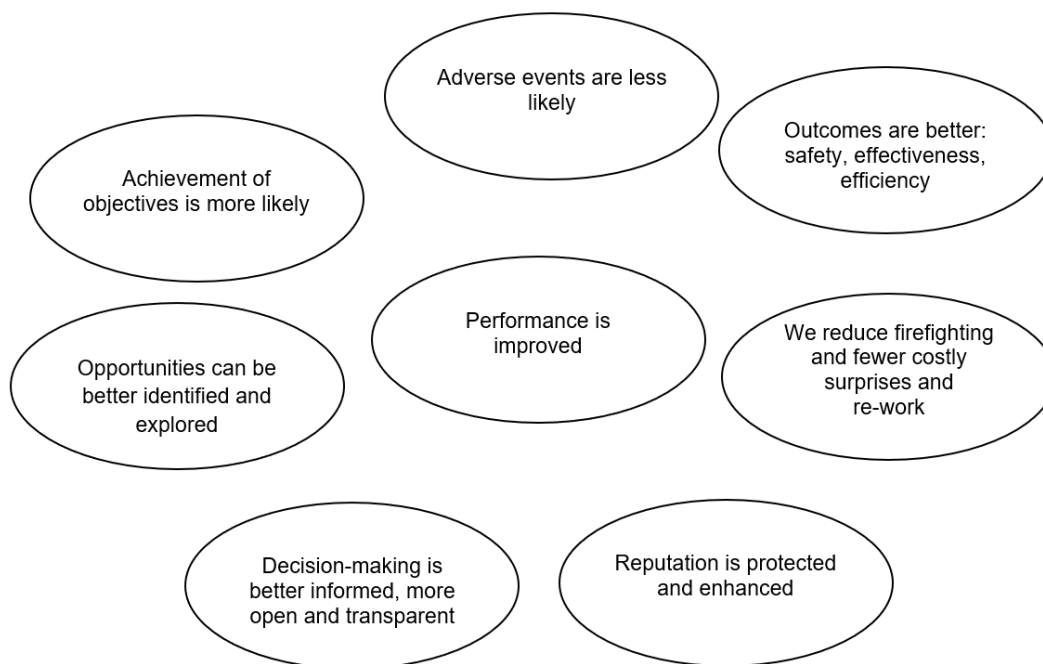 Adverse events are less
likely
Outcomes are better:
safety, effectiveness,
efficiency
Achievement of
objectives is more likely
Performance is
improved
We reduce firefighting
and fewer costly
surprises and
re-work
Opportunities can be
better identified and
explored
Decision-making is
better informed, more
open and transparent
Reputation is protected
and enhanced